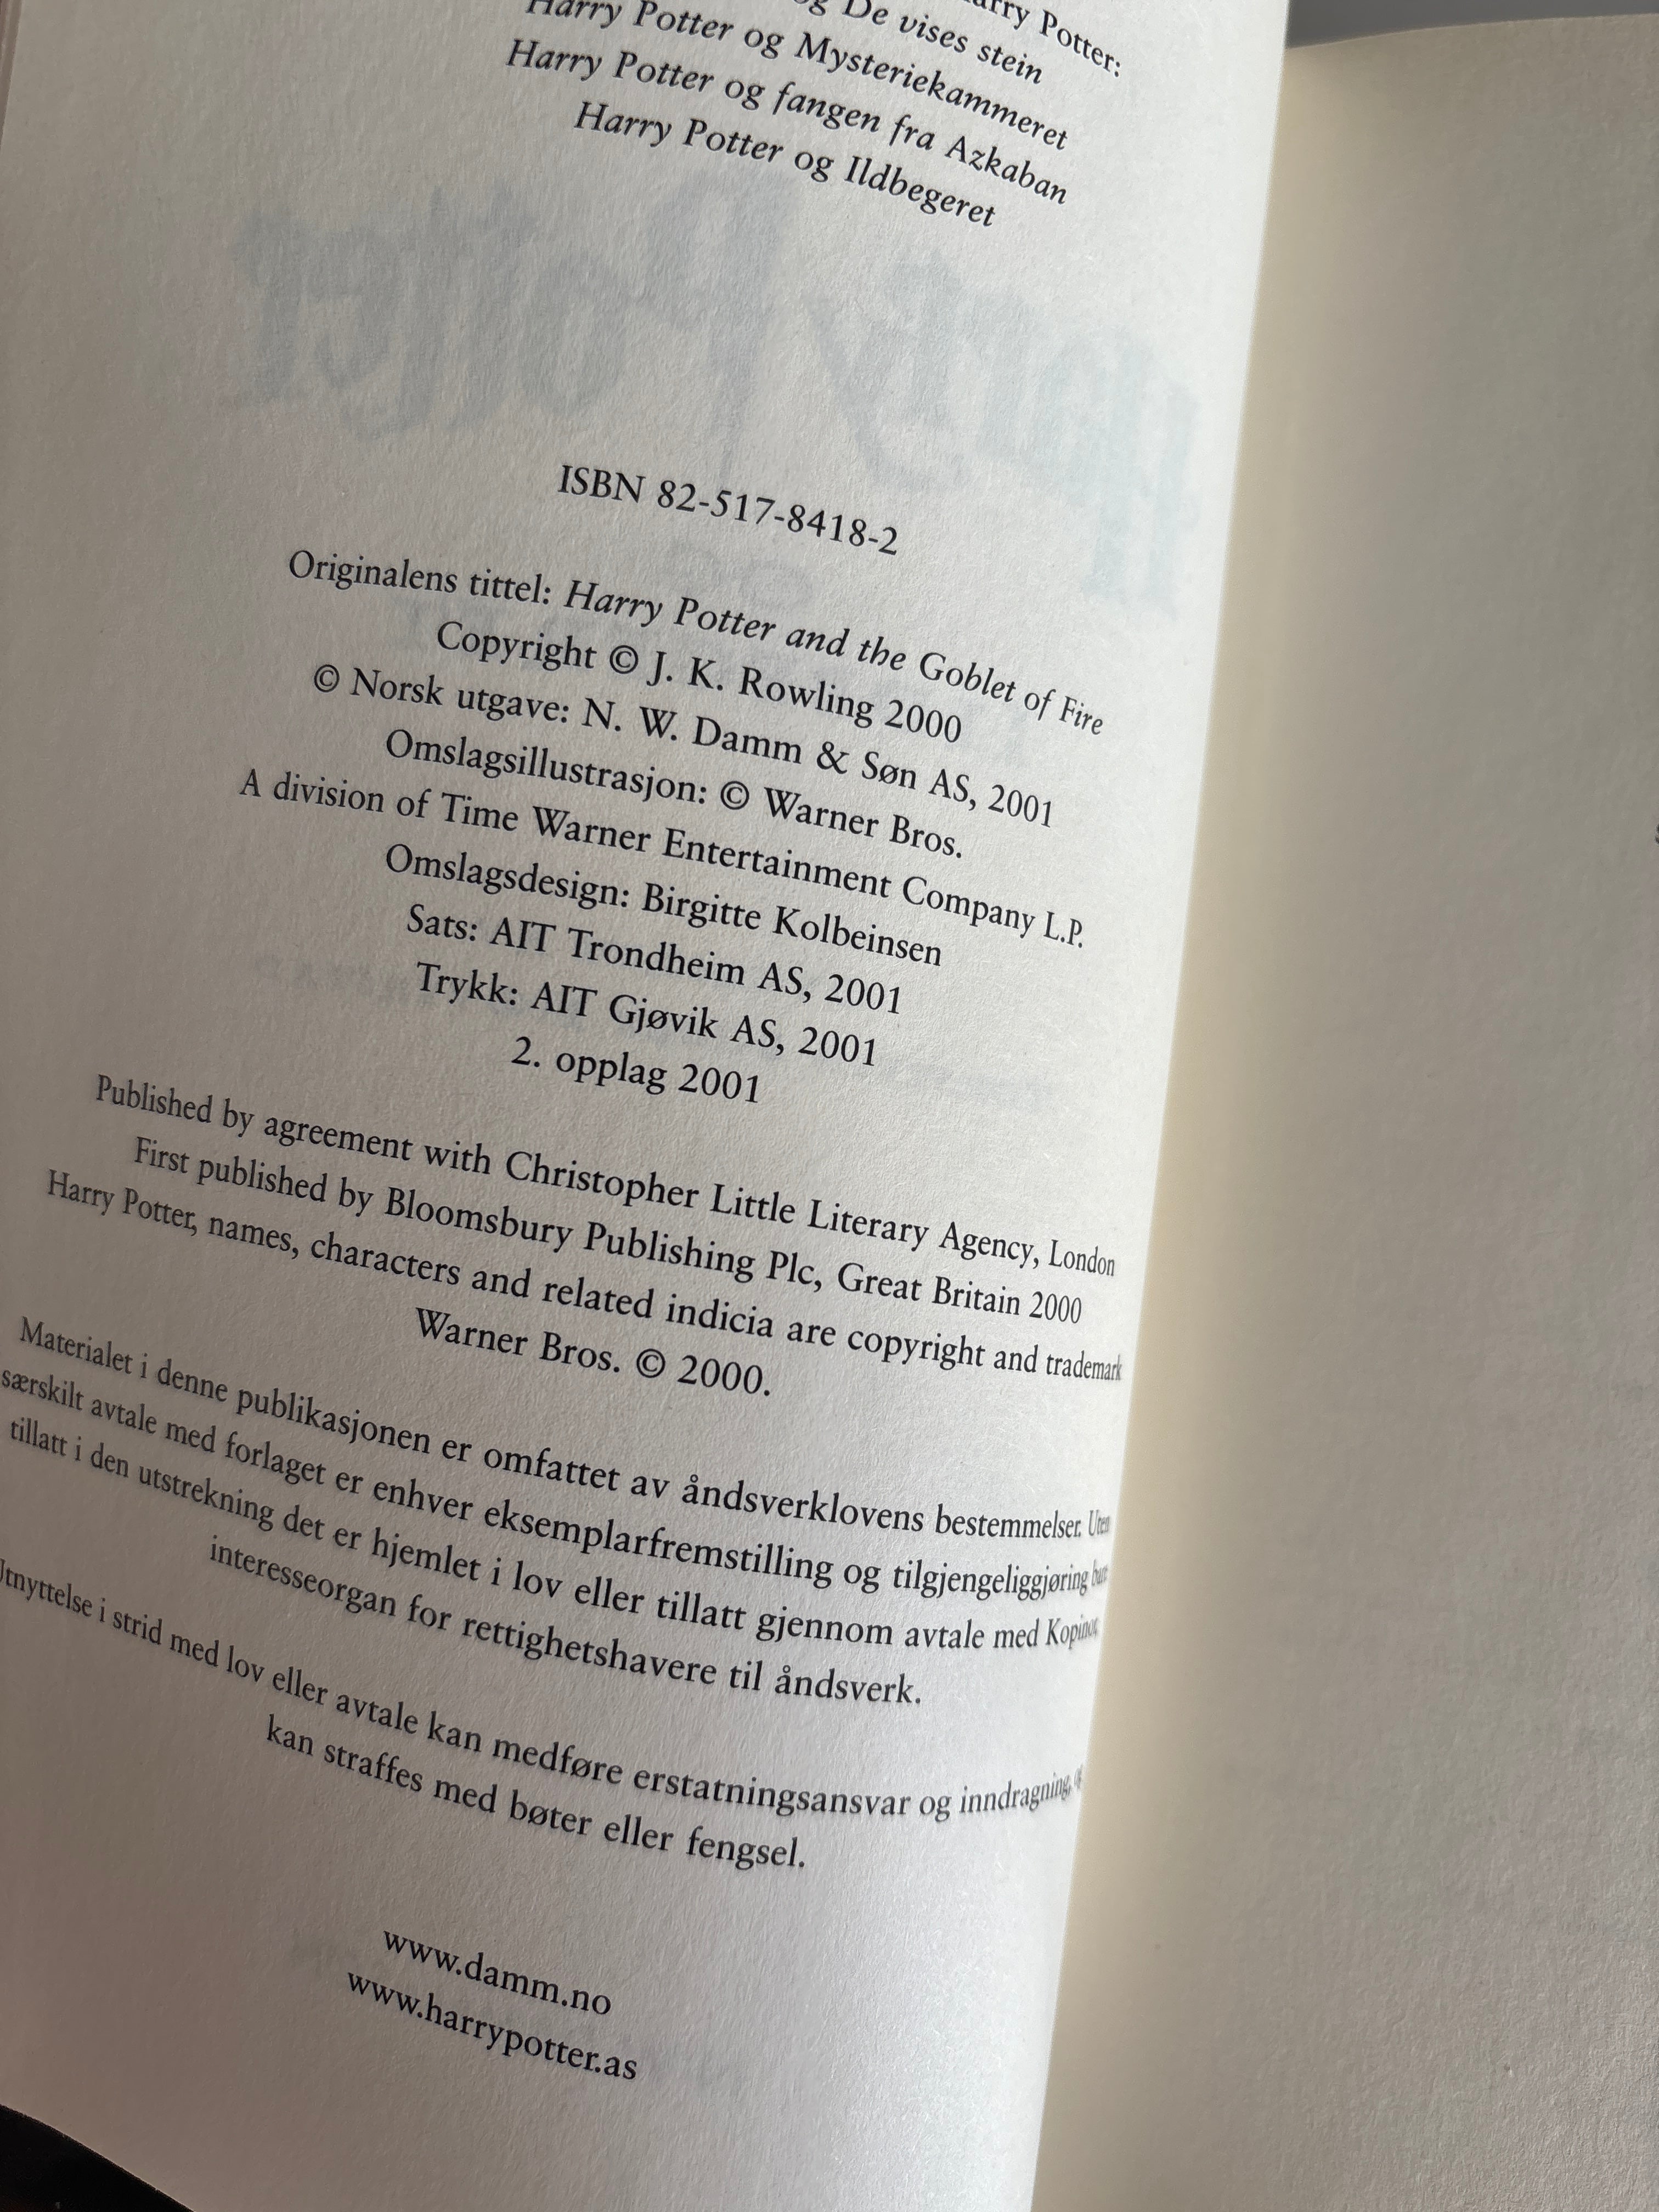 Harry Potter:
og De vises stein
Harry Potter og Mysteriekammeret
Harry Potter og fangen fra Azkaban
Harry Potter og Ildbegeret
ISBN 82-517-8418-2
Originalens tittel: Harry Potter and the Goblet of Fire
Copyright © J. K. Rowling 2000
© Norsk utgave: N. W. Damm & Søn AS, 2001
Omslagsillustrasjon: © Warner Bros.
A division of Time Warner Entertainment Company L.P.
Omslagsdesign: Birgitte Kolbeinsen
Sats: AIT Trondheim AS, 2001
Trykk: AIT Gjøvik AS, 2001
2. opplag 2001
Published by agreement with Christopher Little Literary Agency, London
First published by Bloomsbury Publishing Plc, Great Britain 2000
Harry Potter, names, characters and related indicia are copyright and trademark
Warner Bros. © 2000.
Materialet i denne publikasjonen er omfattet av åndsverklovens bestemmelser. Uten
særskilt avtale med forlaget er enhver eksemplarfremstilling og tilgjengeliggjøring bare
tillatt i den utstrekning det er hjemlet i lov eller tillatt gjennom avtale med Kopinor,
interesseorgan for rettighetshavere til åndsverk.
Utnyttelse i strid med lov eller avtale kan medføre erstatningsansvar og inndragning, og
kan straffes med bøter eller fengsel.
www.damm.no
www.harrypotter.as